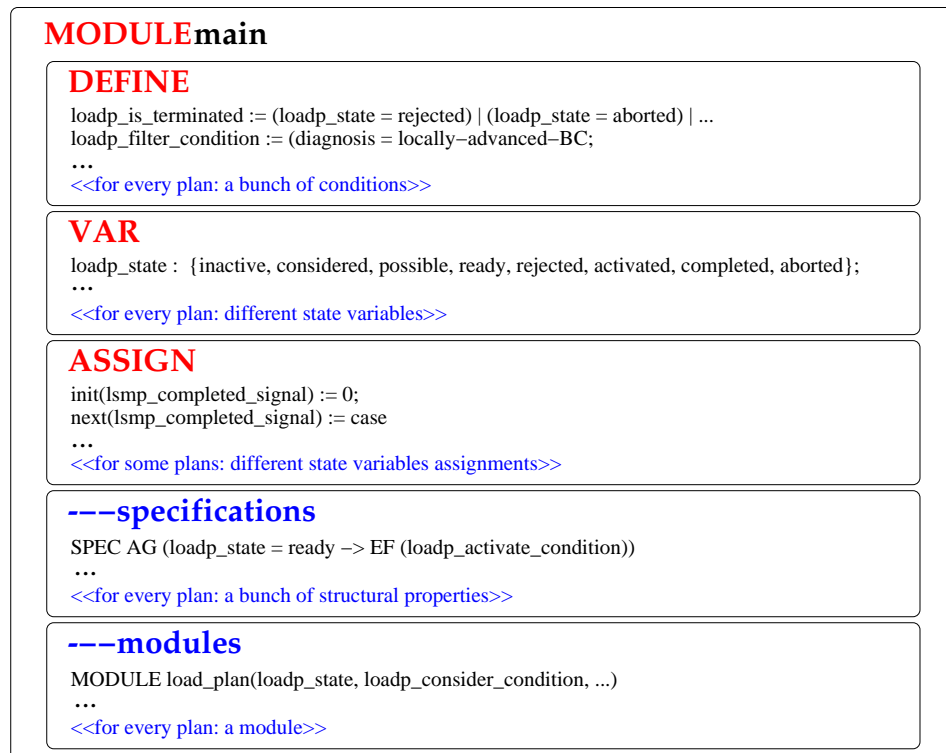 MODULEmain
DEFINE
loadp_is_terminated := (loadp_state = rejected) | (loadp_state = aborted) | ...
loadp_filter_condition := (diagnosis = locally−advanced−BC;
...
<<for every plan: a bunch of conditions>>
VAR
loadp_state : {inactive, considered, possible, ready, rejected, activated, completed, aborted};
...
<<for every plan: different state variables>>
ASSIGN
init(lsmp_completed_signal) := 0;
next(lsmp_completed_signal) := case
...
<<for some plans: different state variables assignments>>
-−−specifications
SPEC AG (loadp_state = ready −> EF (loadp_activate_condition))
...
<<for every plan: a bunch of structural properties>>
-−−modules
MODULE load_plan(loadp_state, loadp_consider_condition, ...)
...
<<for every plan: a module>>